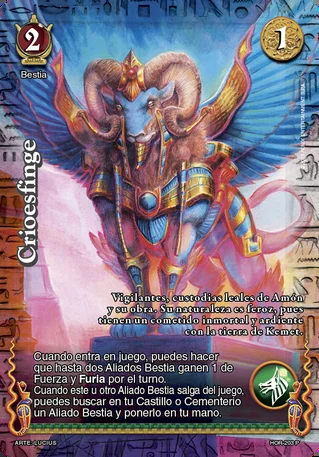 2
1
Bestia
Crioesfinge
Vigilantes, custodias leales de Amón
y su obra. Su naturaleza es feroz, pues
tienen un cometido inmortal y ardiente
con la tierra de Kemet.
Cuando entra en juego, puedes hacer
que hasta dos Aliados Bestia ganen 1 de
Fuerza y Furia por el turno.
Cuando este u otro Aliado Bestia salga del juego,
puedes buscar en tu Castillo o Cementerio
un Aliado Bestia y ponerlo en tu mano.
ARTE: LUCIUS
HOR-203 P